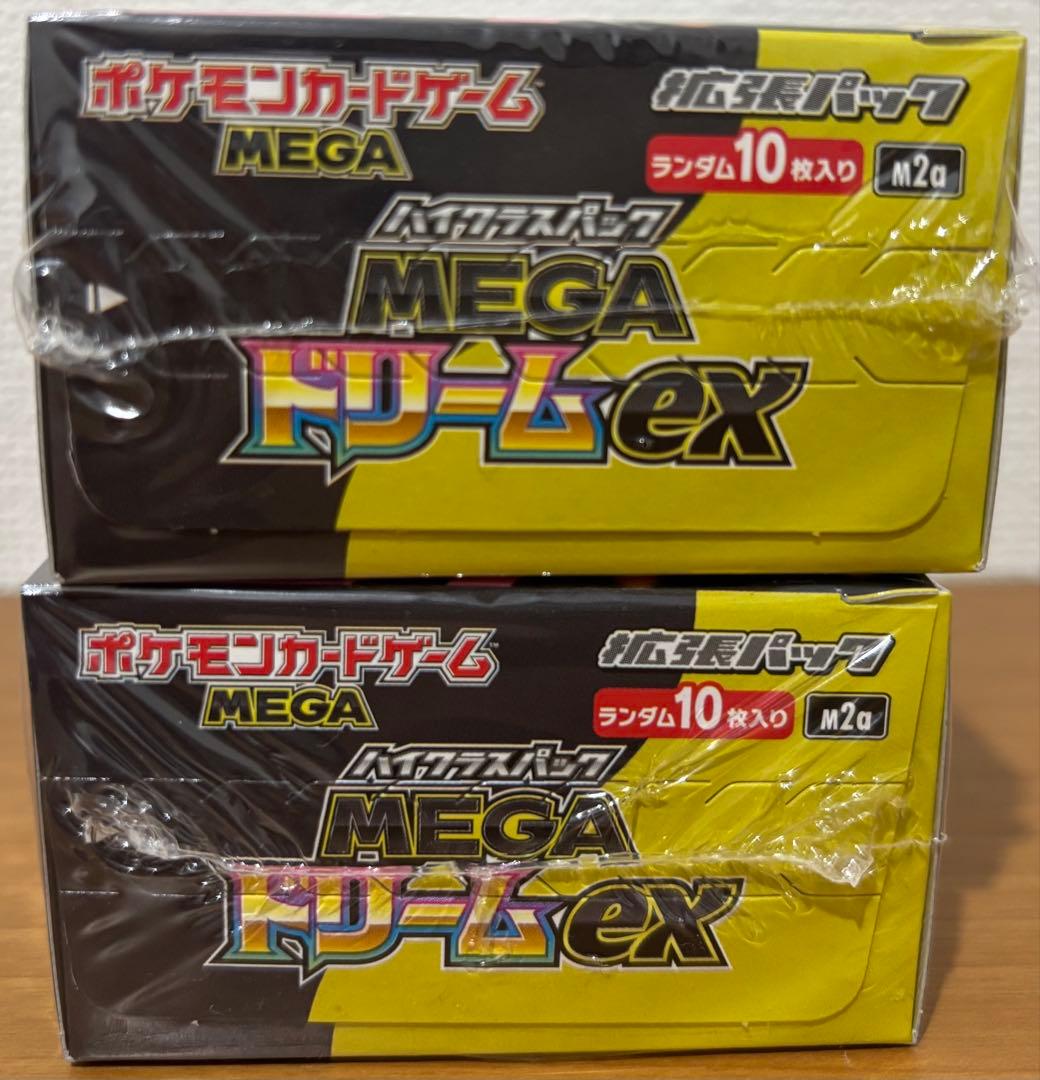 ポケモンカードゲーム™
MEGA
拡張パック
ランダム10枚入り M2a
ハイクラスパック
MEGA
ドリームex
ポケモンカードゲーム™
MEGA
拡張パック
ランダム10枚入り M2a
ハイクラスパック
MEGA
ドリームex